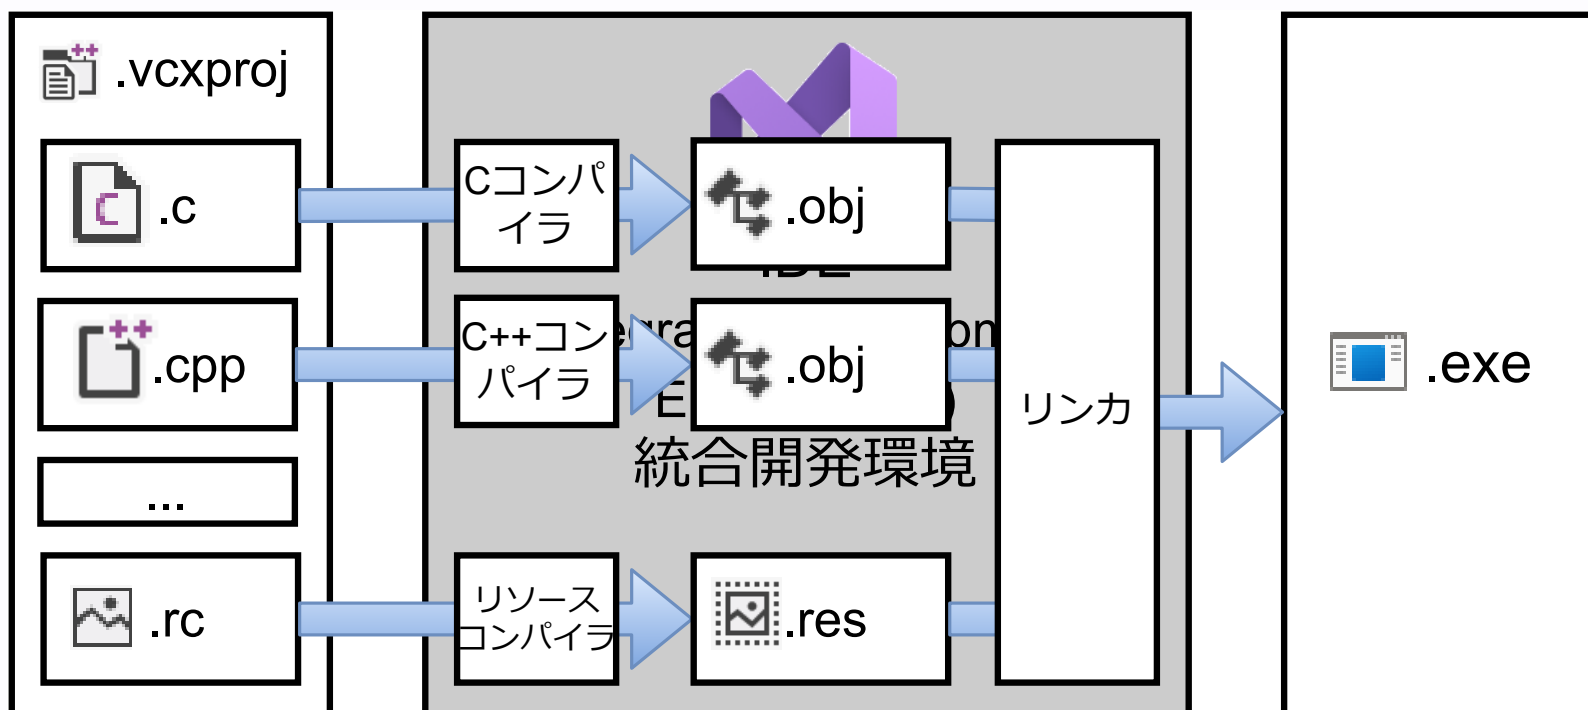 .vcxproj
.c
Cコンパ
イラ
.obj
.cpp
C++コン
パイラ
.obj
統合開発環境
リンカ
.exe
...
.rc
リソース
コンパイラ
.res